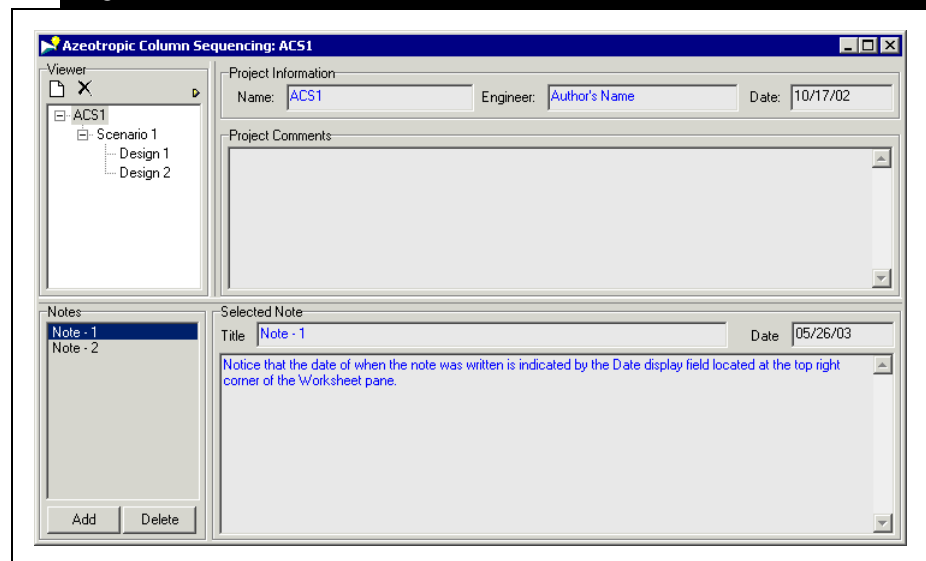 Azeotropic Column Sequencing: ACS1
Viewer
ACS1
Scenario 1
Design 1
Design 2
Project Information
Name: ACS1 Engineer: Author's Name Date: 10/17/02
Project Comments
Notes
Note - 1
Note - 2
Add Delete
Selected Note
Title Note - 1 Date 05/26/03
Notice that the date of when the note was written is indicated by the Date display field located at the top right
corner of the Worksheet pane.